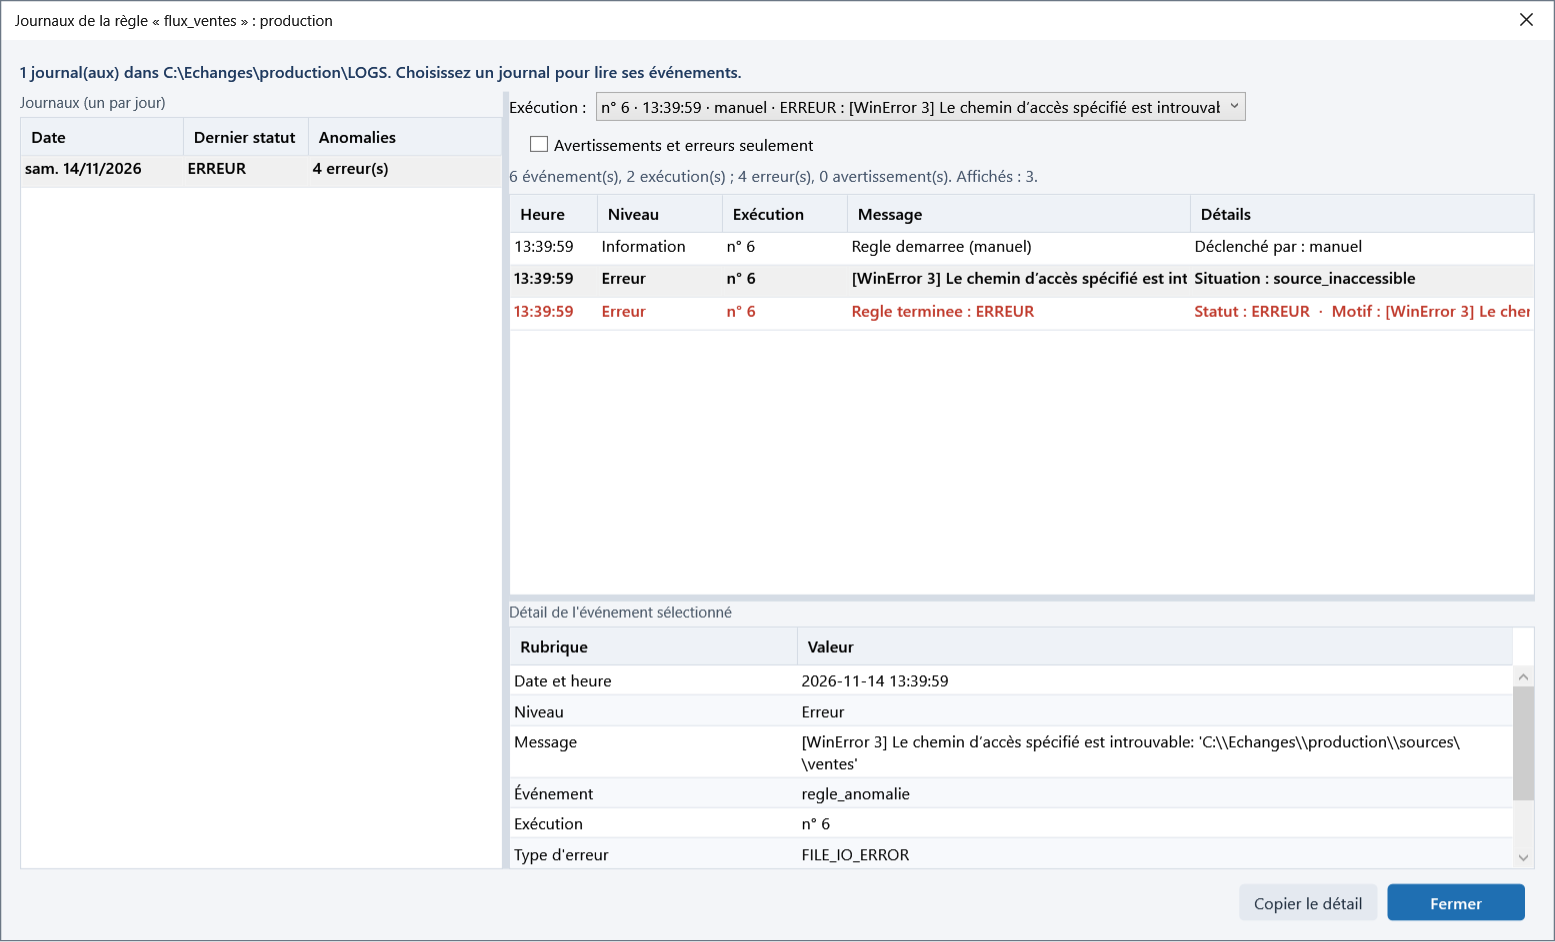 Journaux de la règle « flux_ventes » : production
1 journal(aux) dans C:\Echanges\production\LOGS. Choisissez un journal pour lire ses événements.
Journaux (un par jour)
Date Dernier statut Anomalies
sam. 14/11/2026 ERREUR 4 erreur(s)
Exécution : n° 6 · 13:39:59 · manuel · ERREUR : [WinError 3] Le chemin d’accès spécifié est introuval
Avertissements et erreurs seulement
6 événement(s), 2 exécution(s) ; 4 erreur(s), 0 avertissement(s). Affichés : 3.
Heure Niveau Exécution Message Détails
13:39:59 Information n° 6 Regle demarree (manuel) Déclenché par : manuel
13:39:59 Erreur n° 6 [WinError 3] Le chemin d’accès spécifié est int Situation : source_inaccessible
13:39:59 Erreur n° 6 Regle terminee : ERREUR Statut : ERREUR · Motif : [WinError 3] Le cher
Détail de l'événement sélectionné
Rubrique Valeur
Date et heure 2026-11-14 13:39:59
Niveau Erreur
Message [WinError 3] Le chemin d’accès spécifié est introuvable: 'C:\\Echanges\\production\\sources\
\ventes'
Événement regle_anomalie
Exécution n° 6
Type d'erreur FILE_IO_ERROR
Copier le détail Fermer